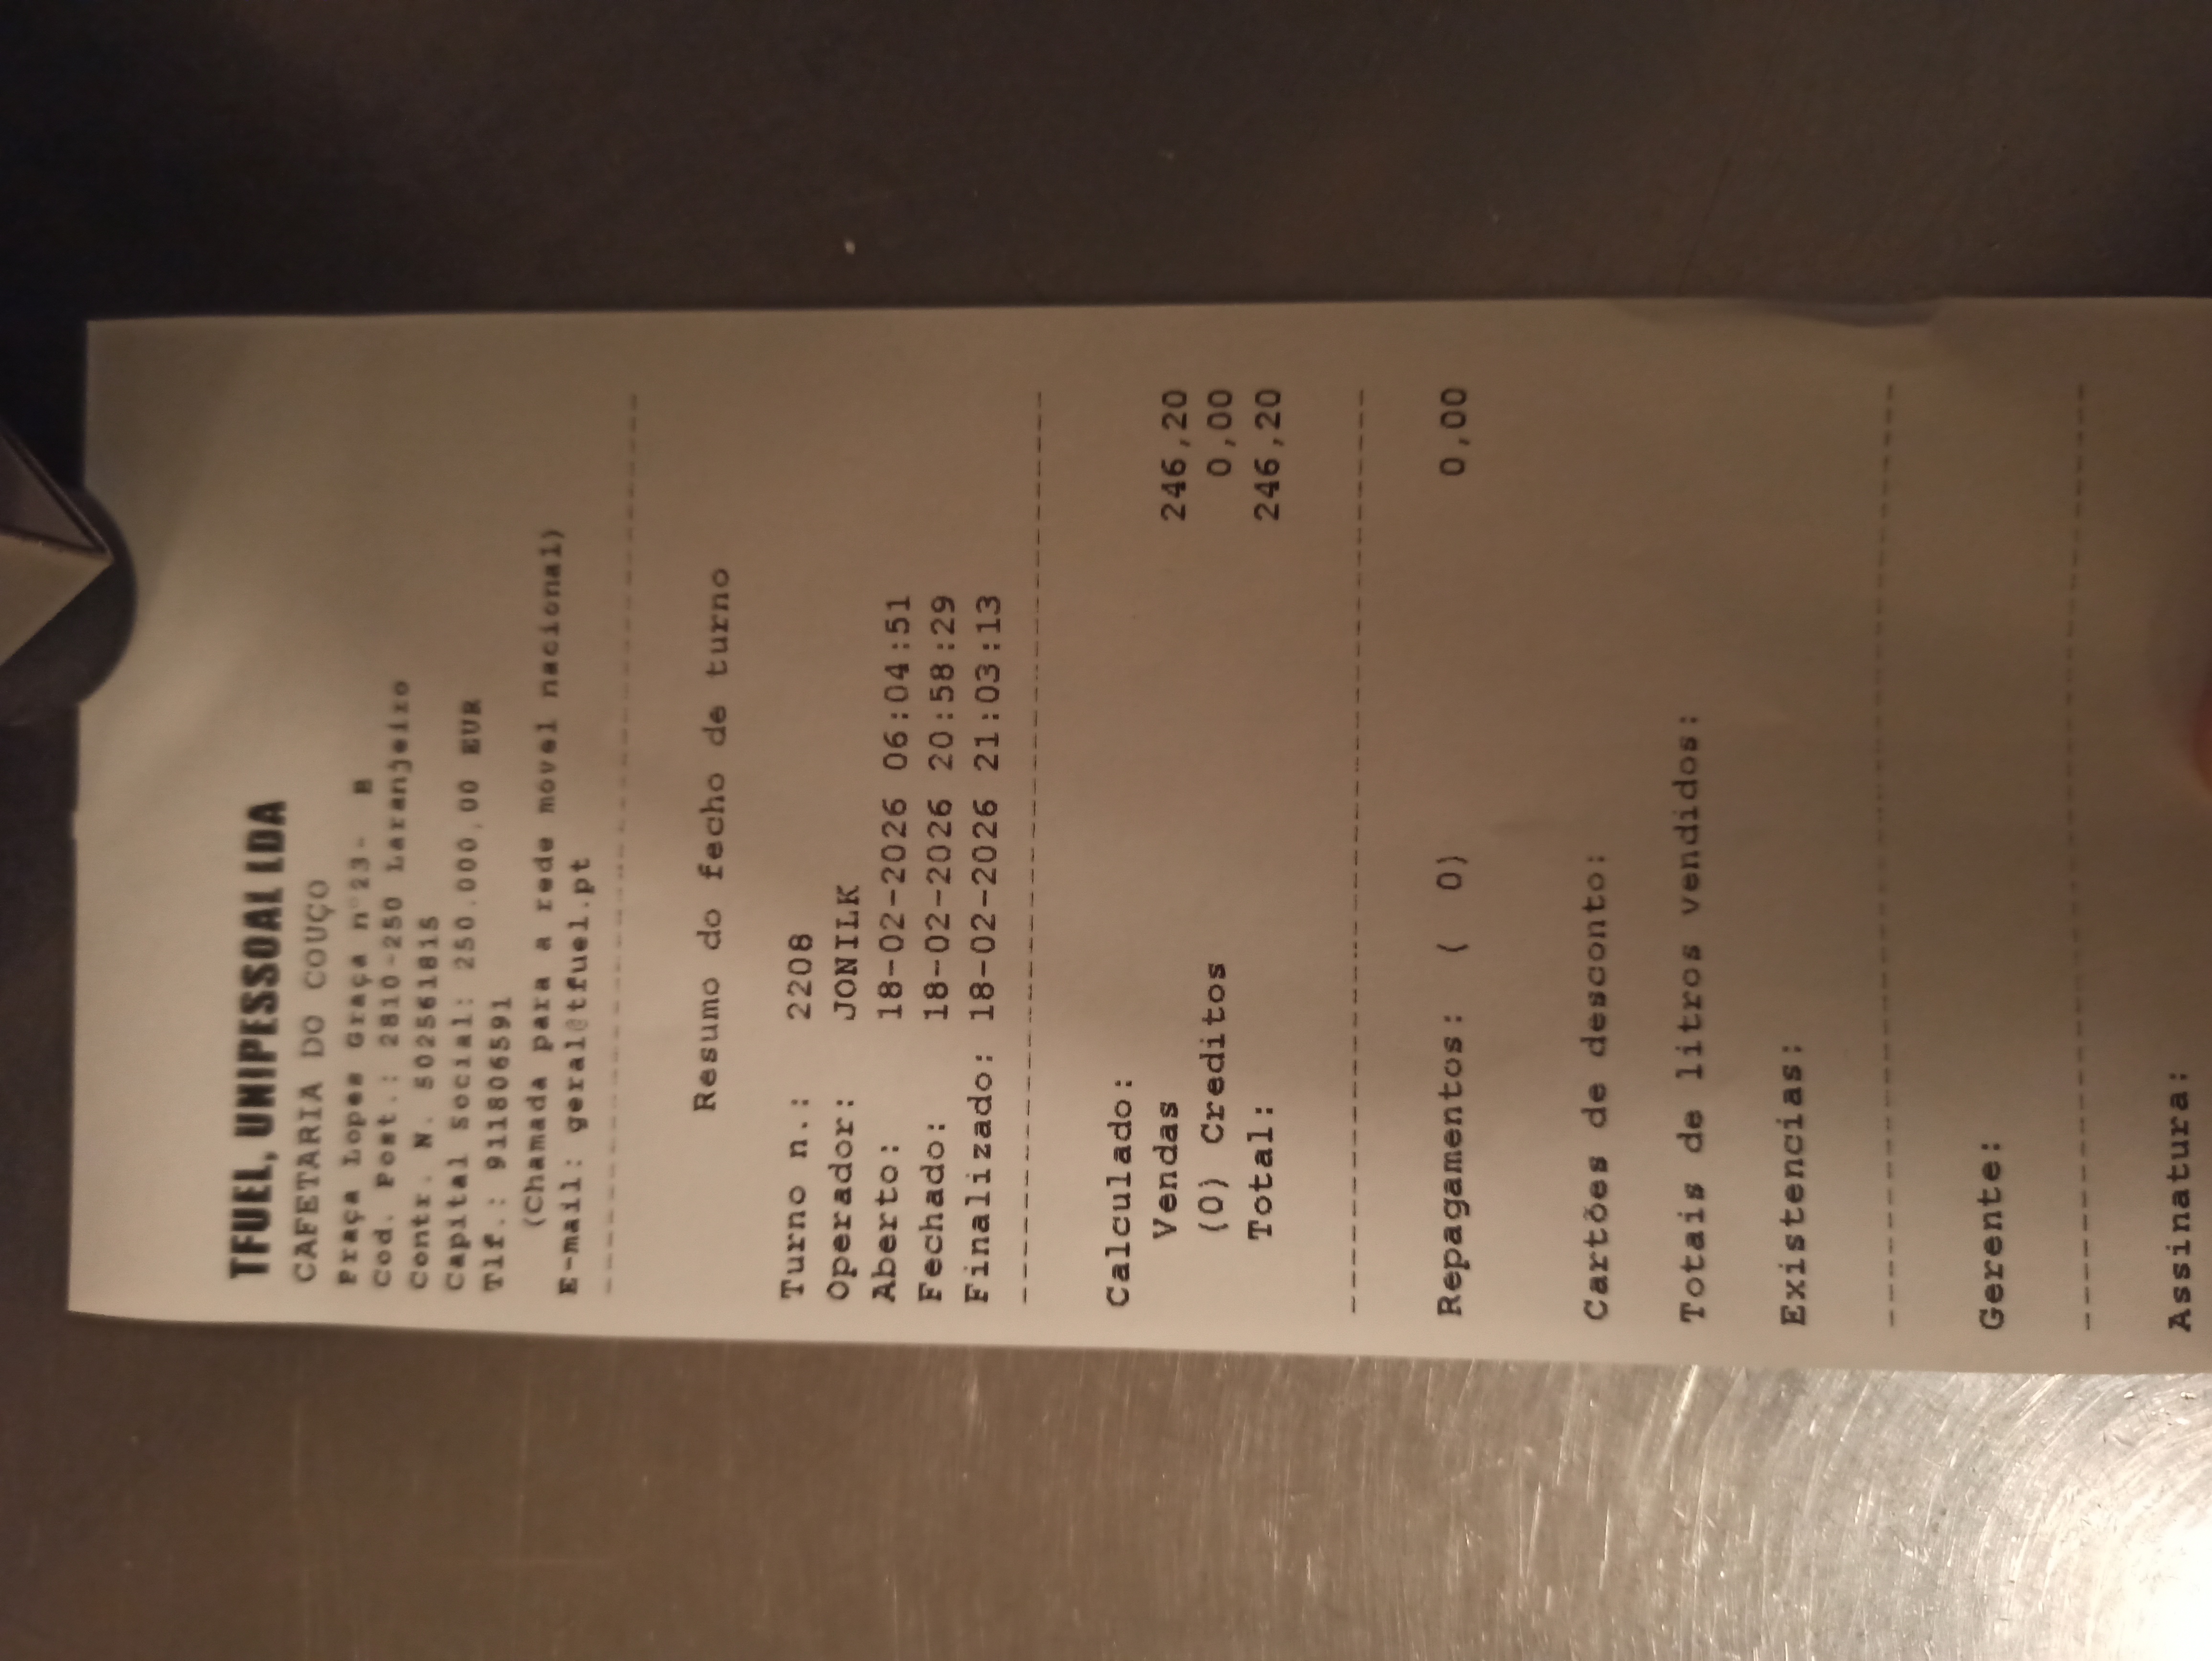 TFUEL, UNIPESSOAL LDA
CAFETARIA DO COUÇO
Praça Lopes Graça nº23- B
Cod. Post.: 2810-250 Laranjeiro
Contr. N. 502561815
Capital Social: 250.000,00 EUR
Tlf.: 911806591
(Chamada para a rede movel nacional)
E-mail: geral@tfuel.pt
Resumo do fecho de turno
Turno n.: 2208
Operador: JONILK
Aberto: 18-02-2026 06:04:51
Fechado: 18-02-2026 20:58:29
Finalizado: 18-02-2026 21:03:13
Calculado:
Vendas 246,20
(0) Creditos 0,00
Total: 246,20
Repagamentos: ( 0) 0,00
Cartões de desconto:
Totais de litros vendidos:
Existencias:
Gerente:
Assinatura: